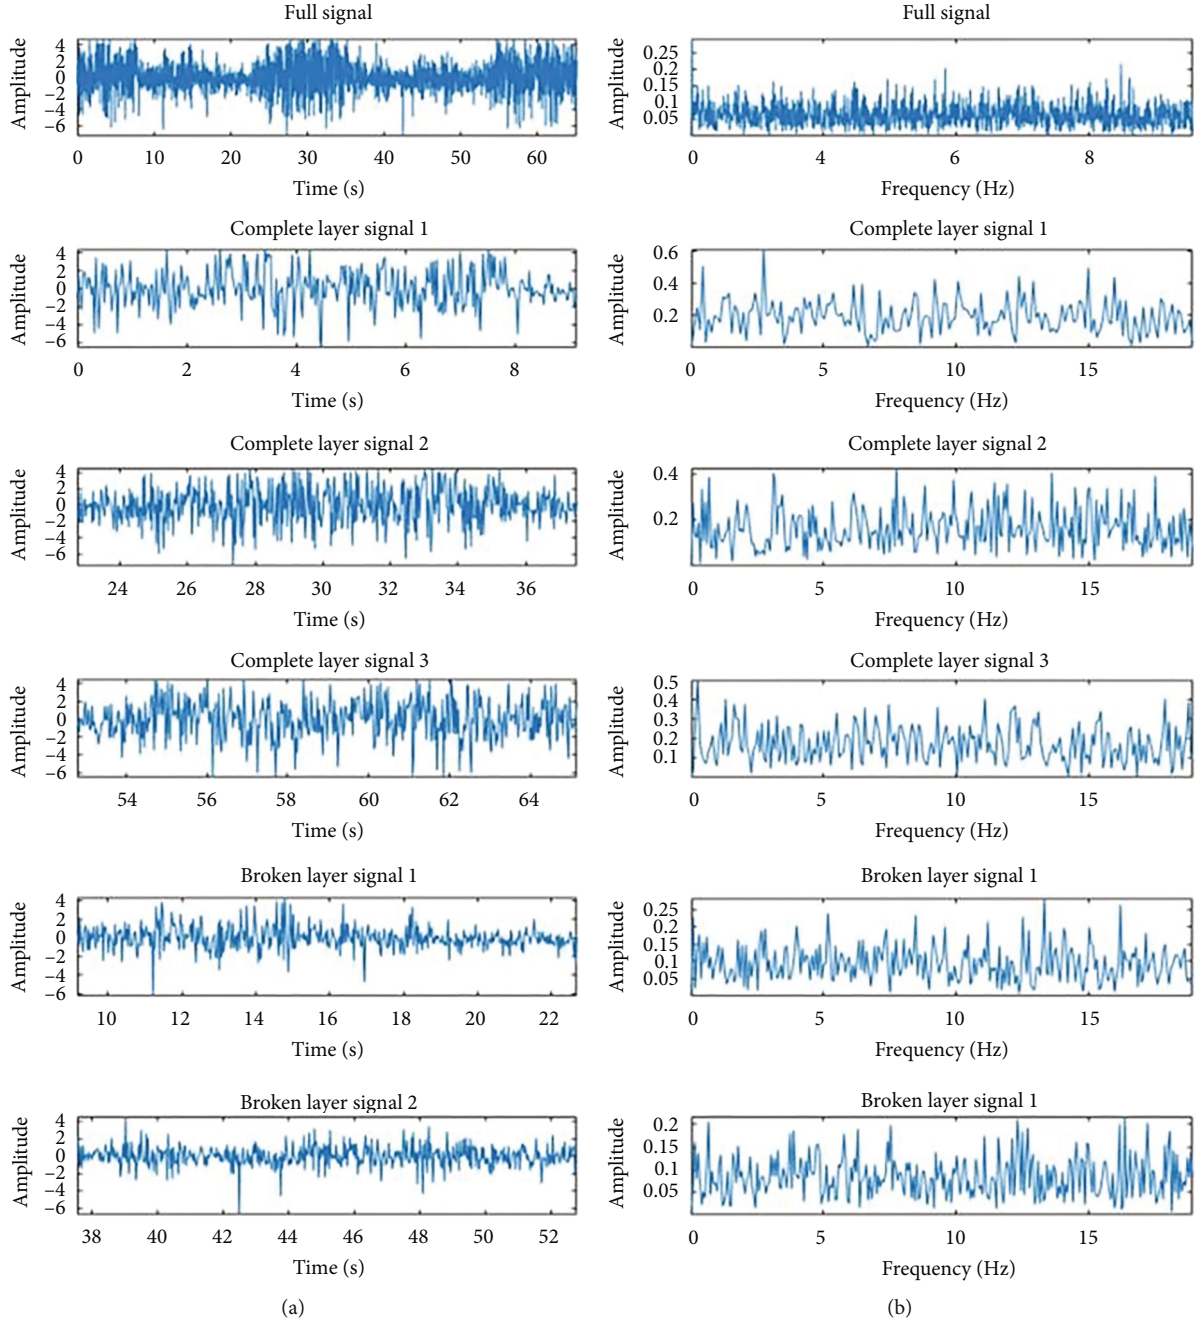 Full signal
Amplitude
4
2
0
−2
−4
−6
0 10 20 30 40 50 60
Time (s)
Complete layer signal 1
Amplitude
4
2
0
−2
−4
−6
0 2 4 6 8
Time (s)
Complete layer signal 2
Amplitude
4
2
0
−2
−4
−6
24 26 28 30 32 34 36
Time (s)
Complete layer signal 3
Amplitude
4
2
0
−2
−4
−6
54 56 58 60 62 64
Time (s)
Broken layer signal 1
Amplitude
4
2
0
−2
−4
−6
10 12 14 16 18 20 22
Time (s)
Broken layer signal 2
Amplitude
4
2
0
−2
−4
−6
38 40 42 44 46 48 50 52
Time (s)
(a)
Full signal
Amplitude
0.25
0.2
0.15
0.1
0.05
0 4 6 8
Frequency (Hz)
Complete layer signal 1
Amplitude
0.6
0.4
0.2
0 5 10 15
Frequency (Hz)
Complete layer signal 2
Amplitude
0.4
0.2
0 5 10 15
Frequency (Hz)
Complete layer signal 3
Amplitude
0.5
0.4
0.3
0.2
0.1
0 5 10 15
Frequency (Hz)
Broken layer signal 1
Amplitude
0.25
0.2
0.15
0.1
0.05
0 5 10 15
Frequency (Hz)
Broken layer signal 1
Amplitude
0.2
0.15
0.1
0.05
0 5 10 15
Frequency (Hz)
(b)